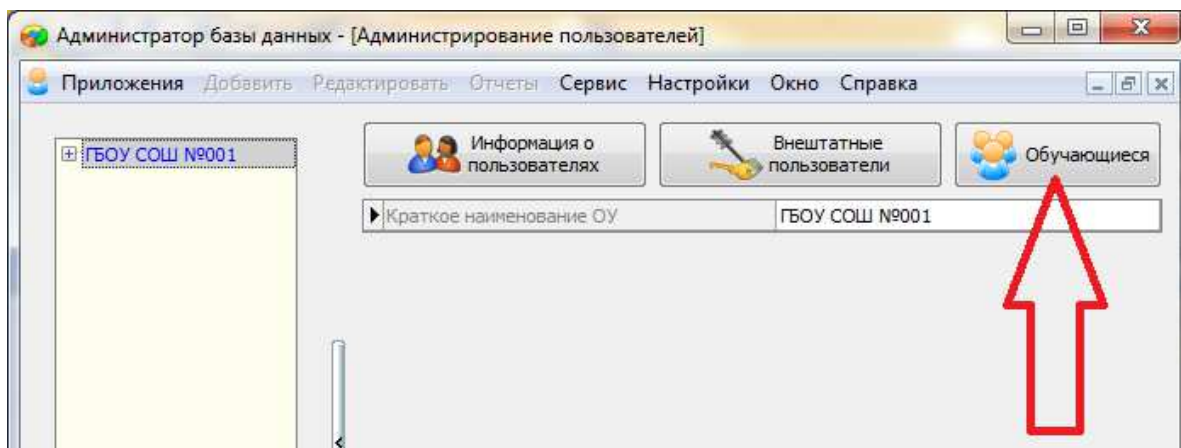 Администратор базы данных - [Администрирование пользователей]
Приложения Добавить Редактировать Отчеты Сервис Настройки Окно Справка
ГБОУ СОШ №001
Информация о
пользователях
Внештатные
пользователи
Обучающиеся
Краткое наименование ОУ
ГБОУ СОШ №001